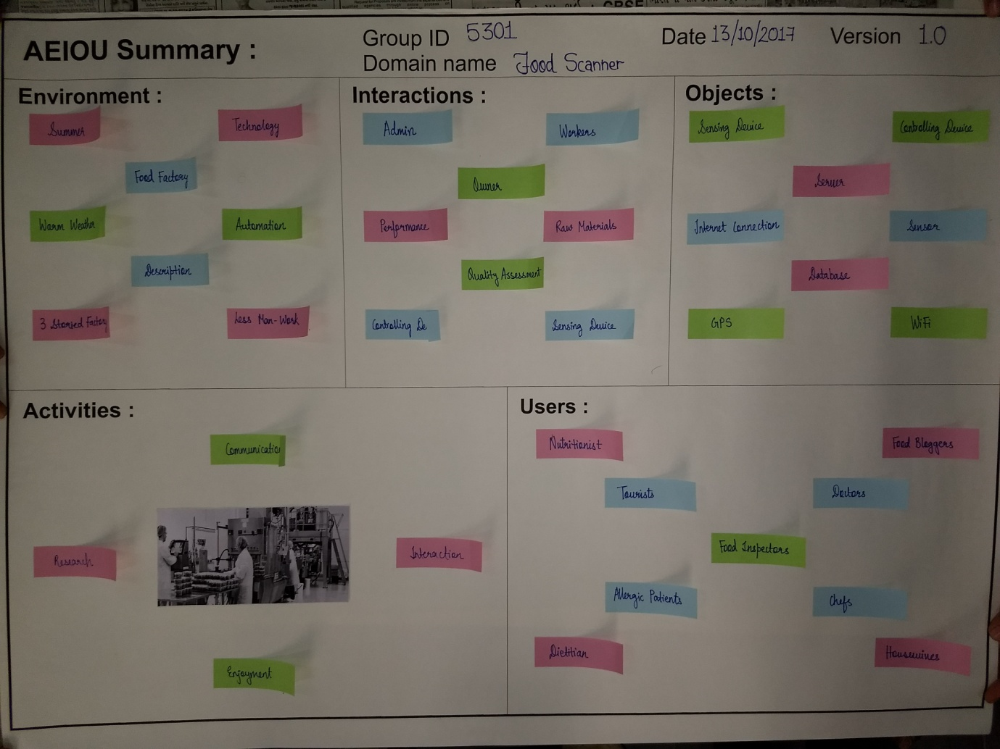 AEIOU Summary :
Group ID 5301
Date 13/10/2017
Version 1.0
Domain name Food Scanner
Environment :
Summer
Technology
Food Factory
Warm Weather
Automation
Description
3 Storied Factory
Less Man-Work
Interactions :
Admin
Workers
Owner
Performance
Raw Materials
Quality Assessment
Controlling De
Sensing Device
Objects :
Sensing Device
Controlling Device
Server
Internet Connection
Sensor
Database
GPS
WiFi
Activities :
Communicatio
Research
Interaction
Enjoyment
Users :
Nutritionist
Food Bloggers
Tourists
Doctors
Food Inspectors
Allergic Patients
Chefs
Dietitian
Housewives